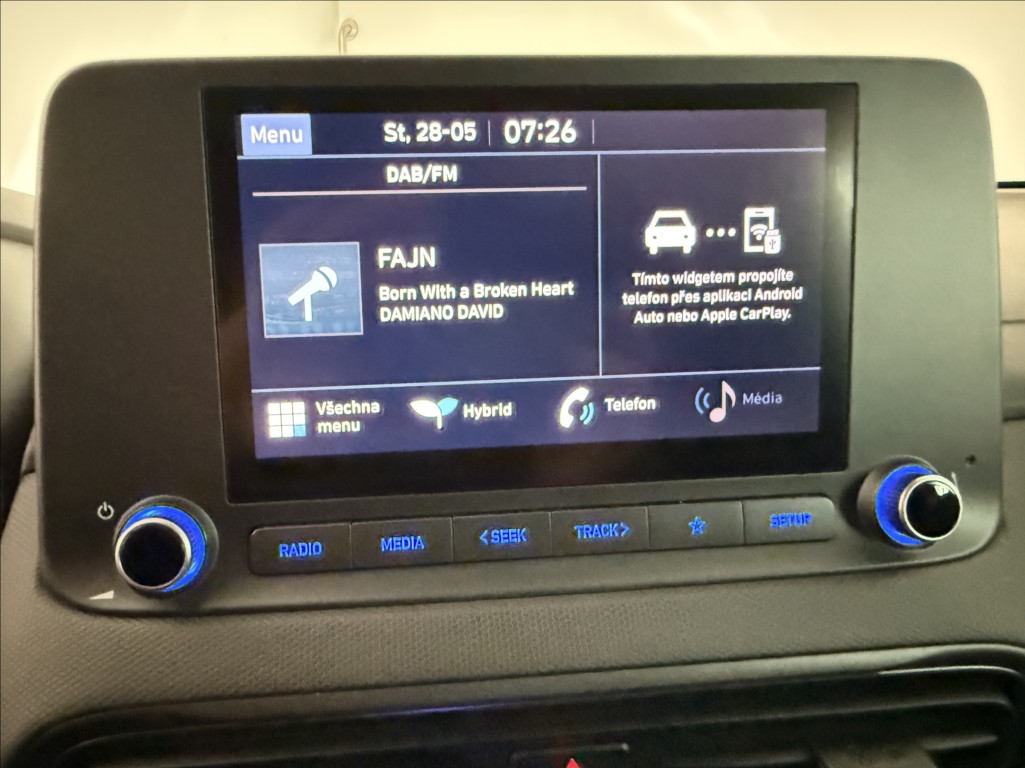 Menu
St, 28-05
07:26
DAB/FM
FAJN
Born With a Broken Heart
DAMIANO DAVID
Tímto widgetem propojíte
telefon přes aplikaci Android
Auto nebo Apple CarPlay.
Všechna
menu
Hybrid
Telefon
Média
RADIO
MEDIA
<SEEK
TRACK>
SETUP